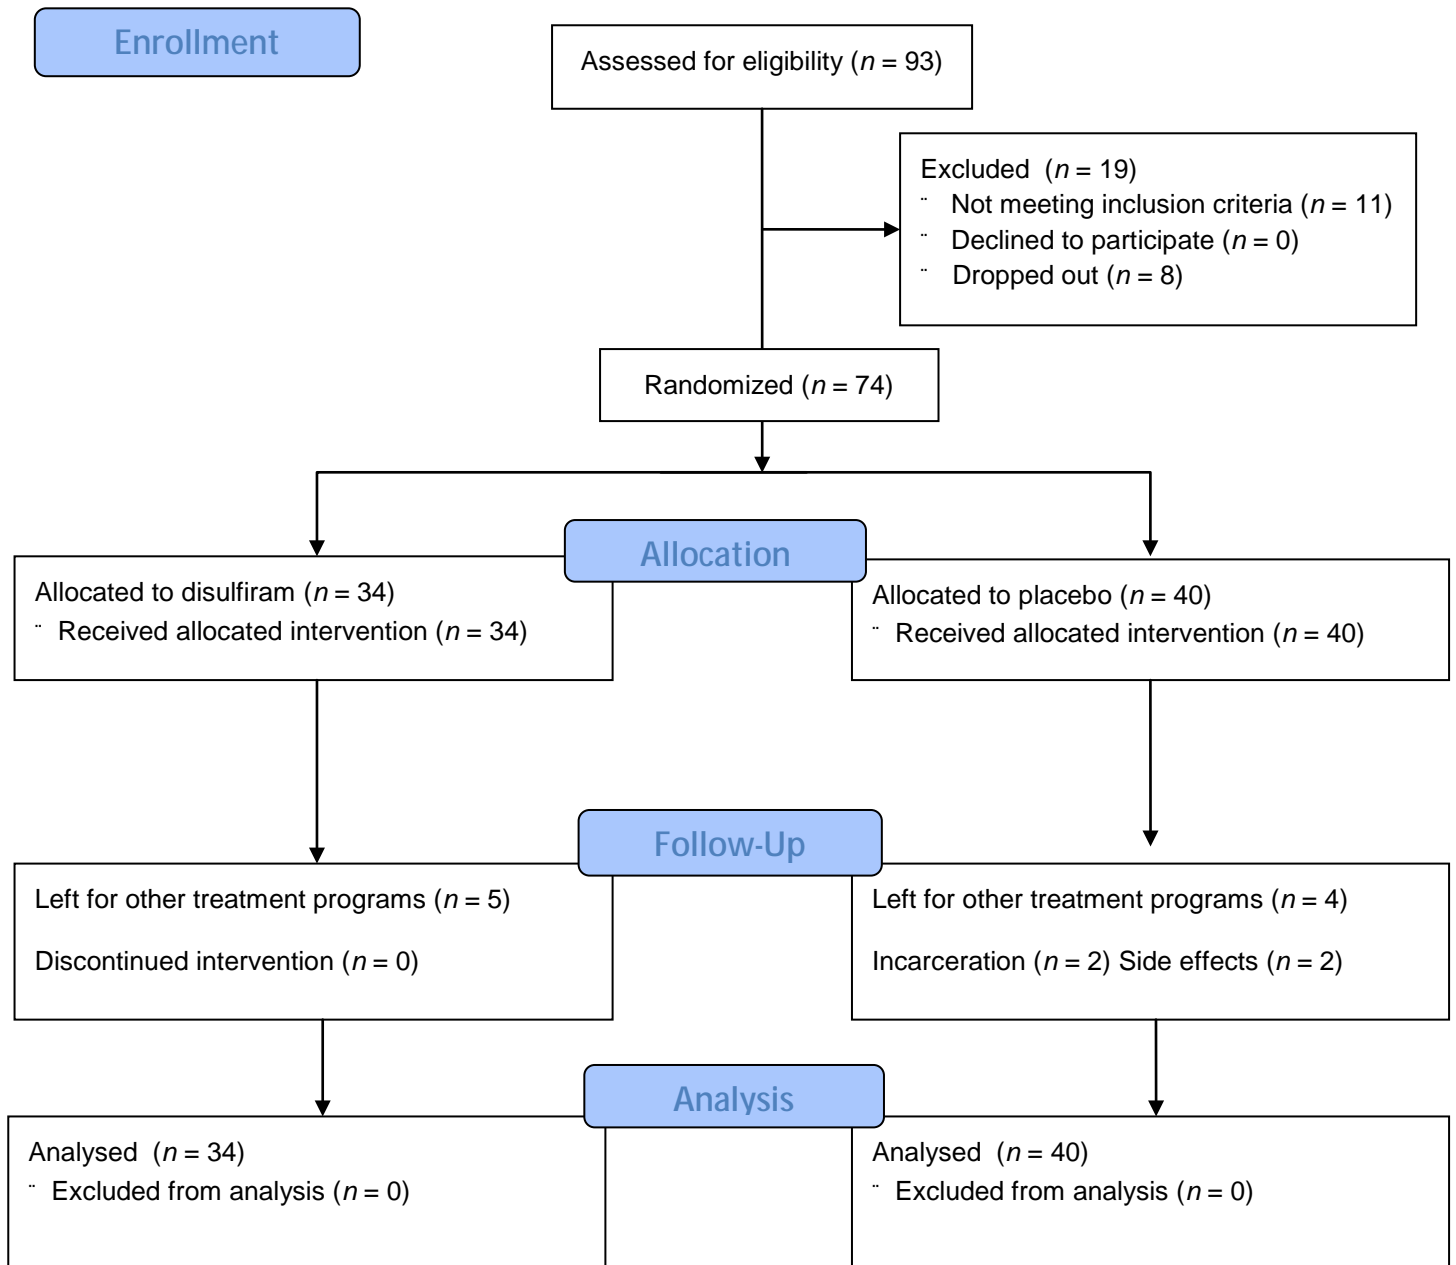 Enrollment
Assessed for eligibility (n = 93)
Excluded (n = 19)
¨ Not meeting inclusion criteria (n = 11)
¨ Declined to participate (n = 0)
¨ Dropped out (n = 8)
Randomized (n = 74)
Allocation
Allocated to disulfiram (n = 34)
¨ Received allocated intervention (n = 34)
Allocated to placebo (n = 40)
¨ Received allocated intervention (n = 40)
Follow-Up
Left for other treatment programs (n = 5)
Discontinued intervention (n = 0)
Left for other treatment programs (n = 4)
Incarceration (n = 2) Side effects (n = 2)
Analysis
Analysed (n = 34)
¨ Excluded from analysis (n = 0)
Analysed (n = 40)
¨ Excluded from analysis (n = 0)